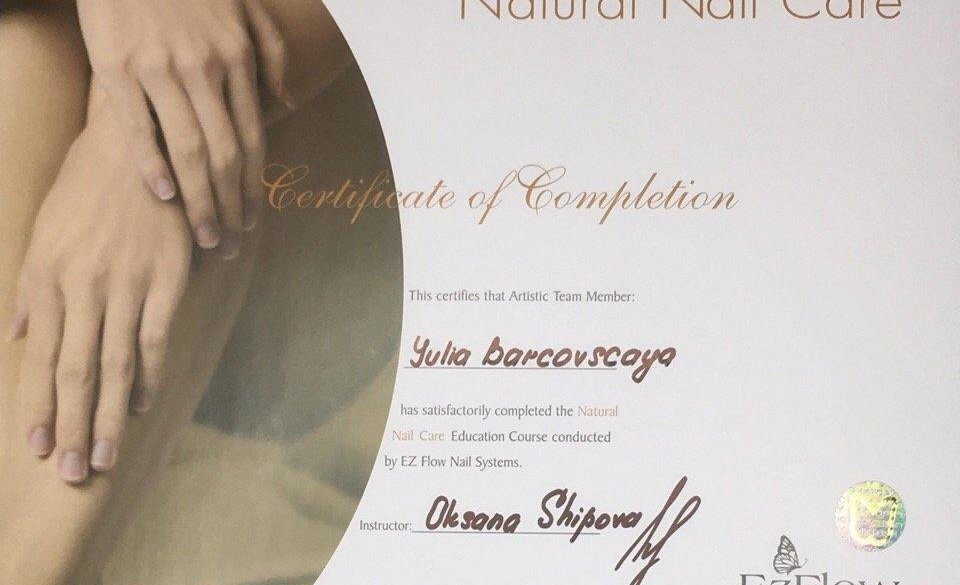 Natural Nail Care
Certificate of Completion
This certifies that Artistic Team Member:
Yulia Barcovscaya
has satisfactorily completed the Natural
Nail Care Education Course conducted
by EZ Flow Nail Systems.
Instructor: Oksana Shipova
EZFlow